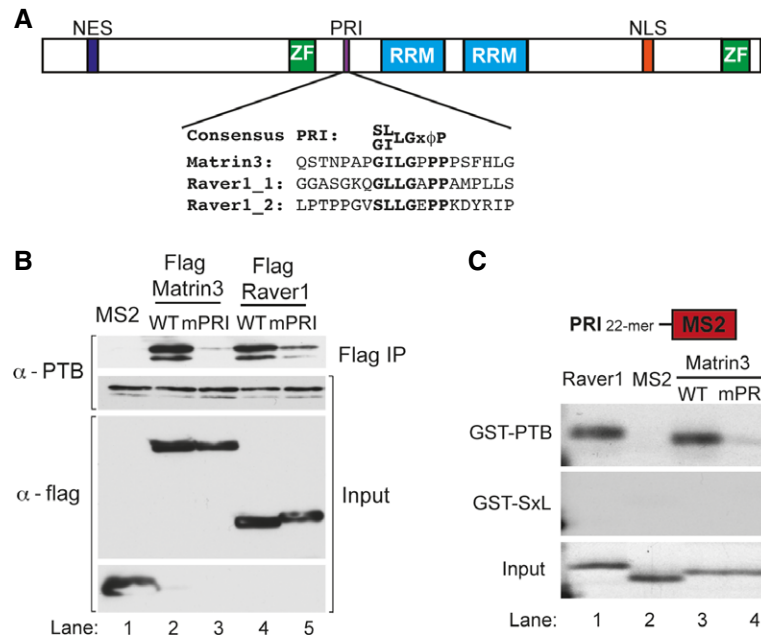 A
NES PRI NLS
ZF RRM RRM ZF
Consensus PRI: SL
GI LGxϕP
Matrin3: QSTNPAPGILGPPPPSFHLG
Raver1_1: GGASGKQGLLGAPPAMPLLS
Raver1_2: LPTPPGVSLLGEPPKDYRIP
B
Flag Flag
Matrin3 Raver1
MS2 WT mPRI WT mPRI
α - PTB Flag IP
α - flag Input
Lane: 1 2 3 4 5
C
PRI 22-mer MS2
Matrin3
Raver1 MS2 WT mPR
GST-PTB
GST-SxL
Input
Lane: 1 2 3 4